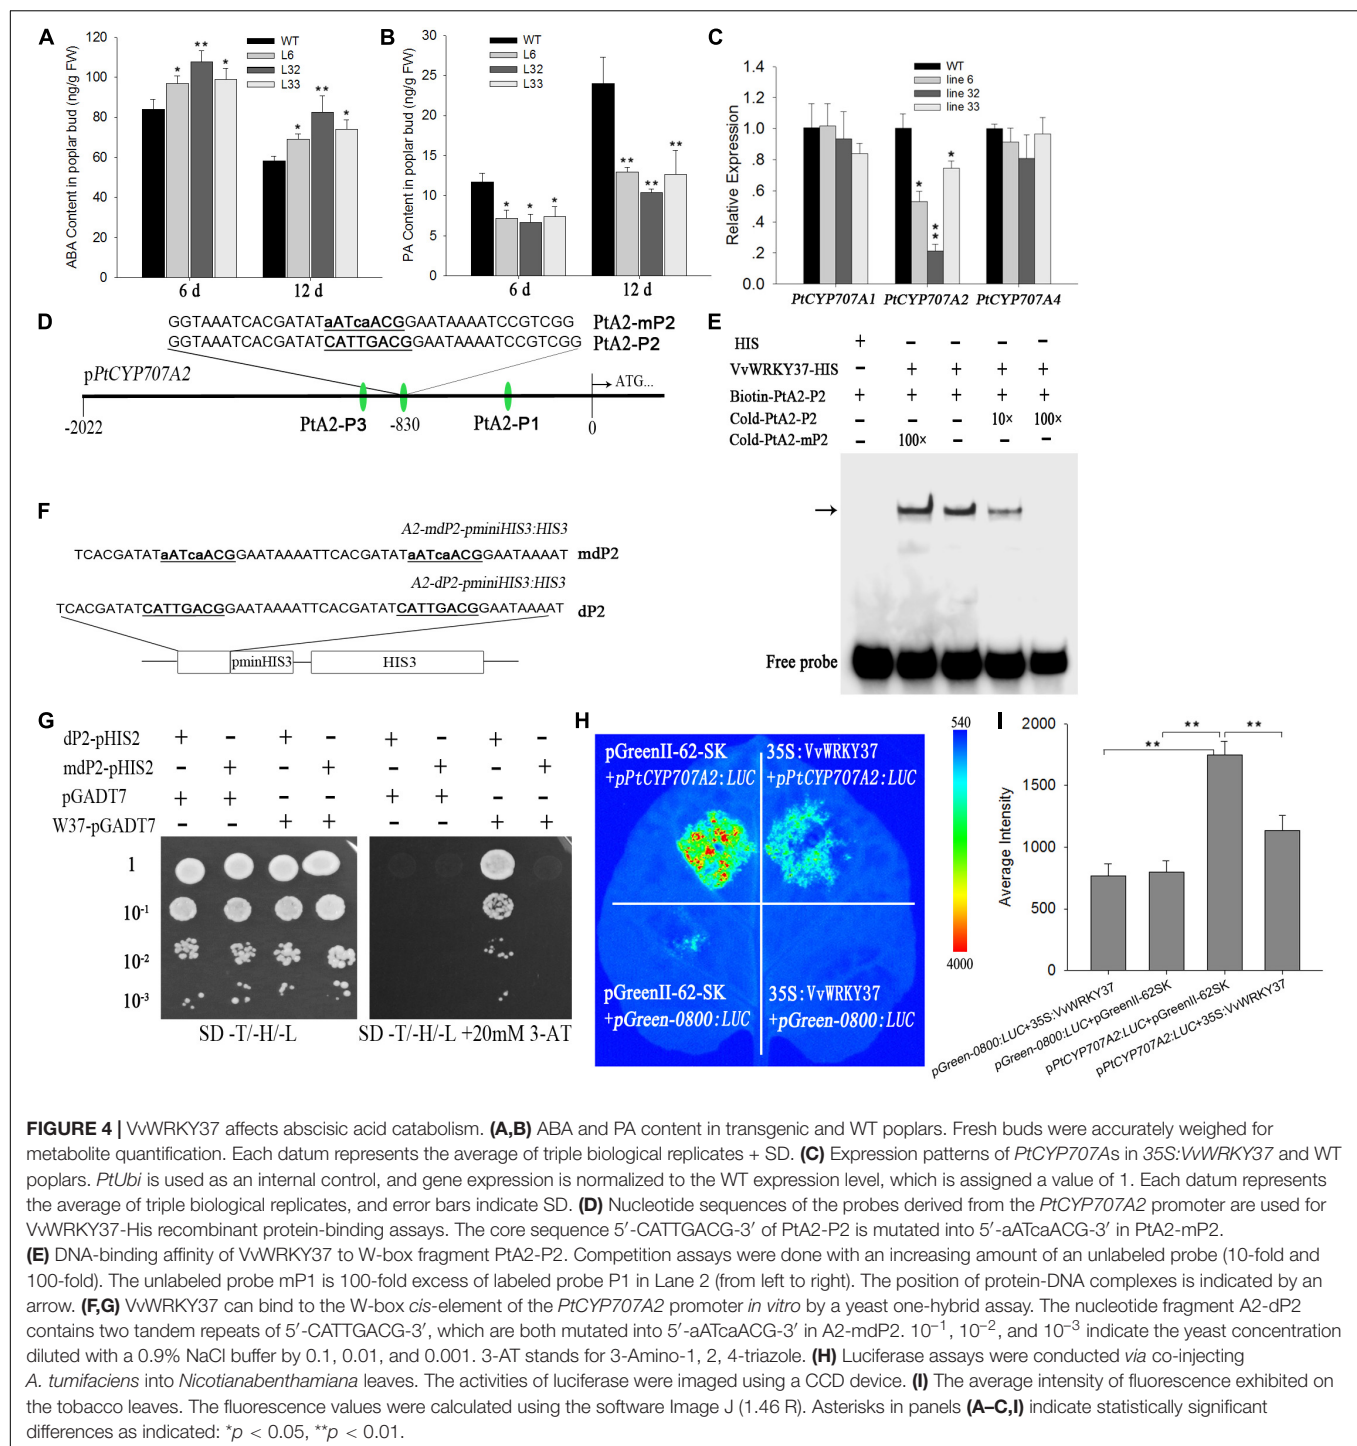 A
120
100
80
60
40
20
0
ABA Content in poplar bud (ng/g FW)
WT
L6
L32
L33
* ** *
* ** *
6 d 12 d
B
30
25
20
15
10
5
0
PA Content in poplar bud (ng/g FW)
WT
L6
L32
L33
* * *
** ** **
6 d 12 d
C
1.6
1.4
1.2
1.0
.8
.6
.4
.2
0.0
Relative Expression
WT
line 6
line 32
line 33
* ** *
PtCYP707A1 PtCYP707A2 PtCYP707A4
D
GGTAAATCACGATATaATcaACGGAATAAAATCCGTCGG PtA2-mP2
GGTAAATCACGATATCATTGACGGAATAAAATCCGTCGG PtA2-P2
pPtCYP707A2
ATG...
-2022 PtA2-P3 -830 PtA2-P1 0
E
HIS + – – – –
VvWRKY37-HIS – + + + +
Biotin-PtA2-P2 + + + + +
Cold-PtA2-P2 – – – 10× 100×
Cold-PtA2-mP2 – 100× – – –
Free probe
F
A2-mdP2-pminiHIS3:HIS3
TCACGATATaATcaACGGAATAAAATTCACGATATaATcaACGGAATAAAAT mdP2
A2-dP2-pminiHIS3:HIS3
TCACGATATCATTGACGGAATAAAATTCACGATATCATTGACGGAATAAAAT dP2
pminHIS3 HIS3
G
dP2-pHIS2 + – + – + – + –
mdP2-pHIS2 – + – + – + – +
pGADT7 + + – – + + – –
W37-pGADT7 – – + + – – + +
1
10-1
10-2
10-3
SD -T/-H/-L SD -T/-H/-L +20mM 3-AT
H
pGreenII-62-SK
+pPtCYP707A2:LUC
35S:VvWRKY37
+pPtCYP707A2:LUC
pGreenII-62-SK
+pGreen-0800:LUC
35S:VvWRKY37
+pGreen-0800:LUC
540
4000
I
2000
1500
1000
500
0
Average Intensity
** ** **
pGreen-0800:LUC+35S:VvWRKY37
pGreen-0800:LUC+pGreenII-62SK
pPtCYP707A2:LUC+pGreenII-62SK
pPtCYP707A2:LUC+35S:VvWRKY37
FIGURE 4 | VvWRKY37 affects abscisic acid catabolism. (A,B) ABA and PA content in transgenic and WT poplars. Fresh buds were accurately weighed for
metabolite quantification. Each datum represents the average of triple biological replicates + SD. (C) Expression patterns of PtCYP707As in 35S:VvWRKY37 and WT
poplars. PtUbi is used as an internal control, and gene expression is normalized to the WT expression level, which is assigned a value of 1. Each datum represents
the average of triple biological replicates, and error bars indicate SD. (D) Nucleotide sequences of the probes derived from the PtCYP707A2 promoter are used for
VvWRKY37-His recombinant protein-binding assays. The core sequence 5′-CATTGACG-3′ of PtA2-P2 is mutated into 5′-aATcaACG-3′ in PtA2-mP2.
(E) DNA-binding affinity of VvWRKY37 to W-box fragment PtA2-P2. Competition assays were done with an increasing amount of an unlabeled probe (10-fold and
100-fold). The unlabeled probe mP1 is 100-fold excess of labeled probe P1 in Lane 2 (from left to right). The position of protein-DNA complexes is indicated by an
arrow. (F,G) VvWRKY37 can bind to the W-box cis-element of the PtCYP707A2 promoter in vitro by a yeast one-hybrid assay. The nucleotide fragment A2-dP2
contains two tandem repeats of 5′-CATTGACG-3′, which are both mutated into 5′-aATcaACG-3′ in A2-mdP2. 10−1, 10−2, and 10−3 indicate the yeast concentration
diluted with a 0.9% NaCl buffer by 0.1, 0.01, and 0.001. 3-AT stands for 3-Amino-1, 2, 4-triazole. (H) Luciferase assays were conducted via co-injecting
A. tumifaciens into Nicotianabenthamiana leaves. The activities of luciferase were imaged using a CCD device. (I) The average intensity of fluorescence exhibited on
the tobacco leaves. The fluorescence values were calculated using the software Image J (1.46 R). Asterisks in panels (A–C,I) indicate statistically significant
differences as indicated: *p < 0.05, **p < 0.01.